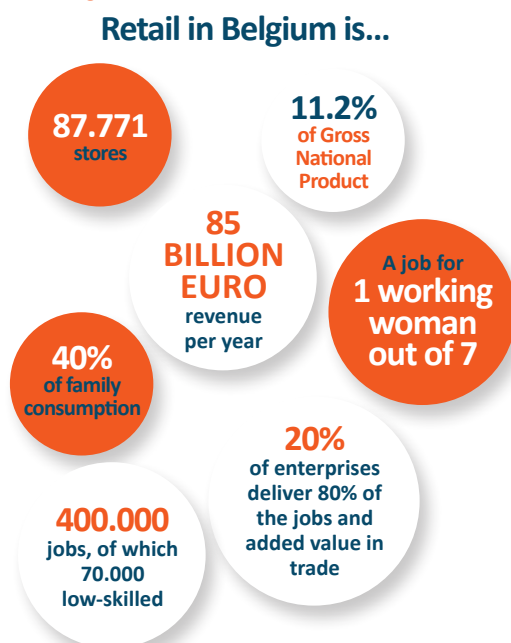 Retail in Belgium is...
87.771
stores
11.2%
of Gross
National
Product
85
BILLION
EURO
revenue
per year
A job for
1 working
woman
out of 7
40%
of family
consumption
20%
of enterprises
deliver 80% of
the jobs and
added value in
trade
400.000
jobs, of which
70.000
low-skilled